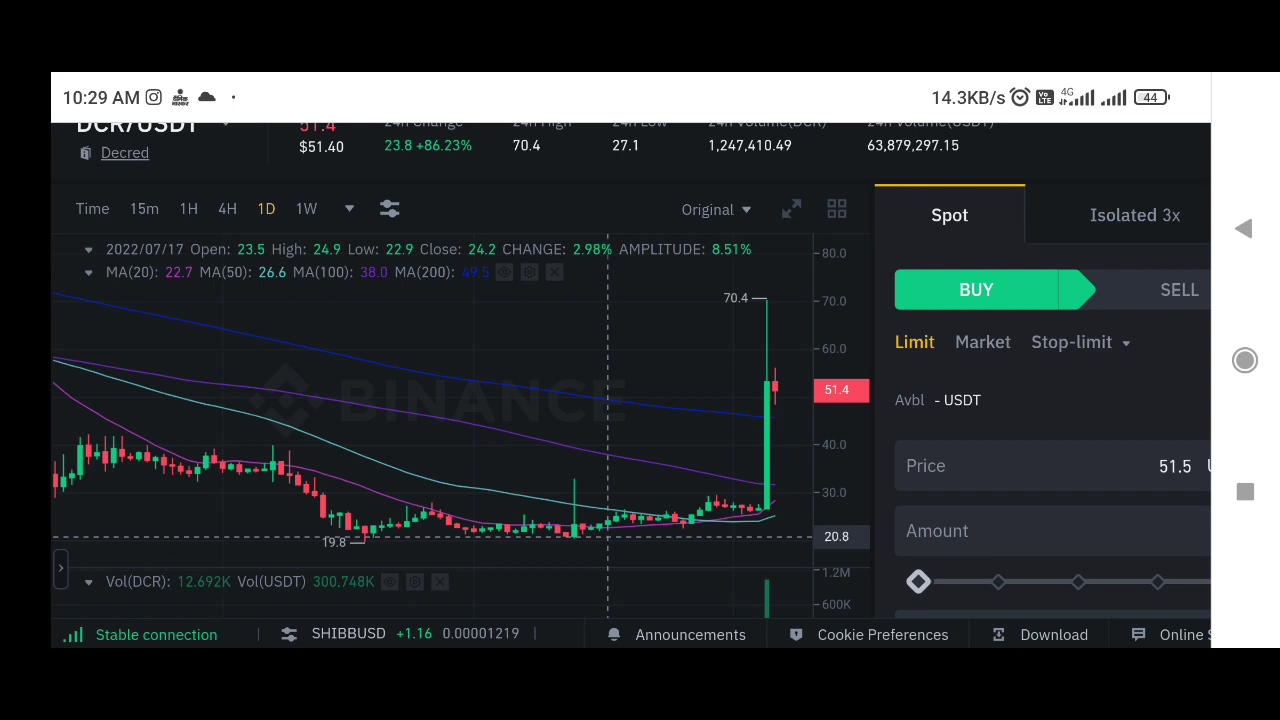 10:29 AM
14.3KB/s Vo LTE 4G 44
DCR/USDT 51.4 24h Change 24h High 24h Low 24h Volume(DCR) 24h Volume(USDT)
Decred $51.40 23.8 +86.23% 70.4 27.1 1,247,410.49 63,879,297.15
Time 15m 1H 4H 1D 1W Original
Spot Isolated 3x
2022/07/17 Open: 23.5 High: 24.9 Low: 22.9 Close: 24.2 CHANGE: 2.98% AMPLITUDE: 8.51%
MA(20): 22.7 MA(50): 26.6 MA(100): 38.0 MA(200): 49.5
80.0
70.4
70.0
60.0
51.4
40.0
30.0
20.8
19.8
BINANCE
Vol(DCR): 12.692K Vol(USDT) 300.748K
1.2M
600K
BUY SELL
Limit Market Stop-limit
Avbl - USDT
Price 51.5
Amount
Stable connection SHIBBUSD +1.16 0.00001219 Announcements Cookie Preferences Download Online